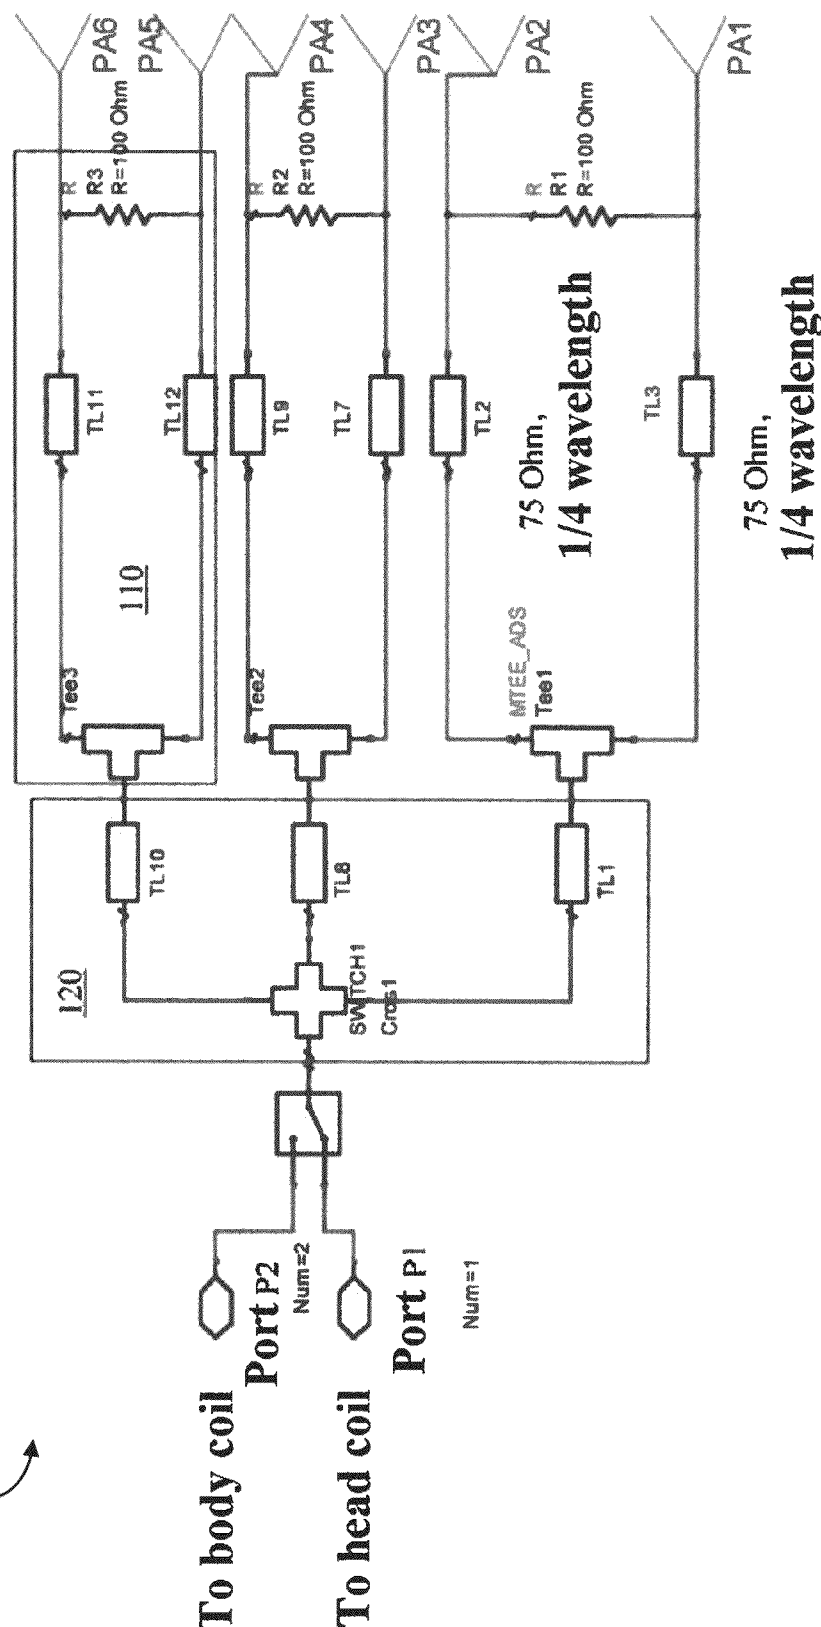 PA6
PA5
PA4
PA3
PA2
PA1
R
R3
R=100 Ohm
R
R2
R=100 Ohm
R
R1
R=100 Ohm
TL11
TL12
TL9
TL7
TL2
TL3
75 Ohm,
1/4 wavelength
75 Ohm,
1/4 wavelength
110
Tee3
Tee2
MTEE_ADS
Tee1
TL10
TL8
TL1
120
SWITCH1
Cros1
Port P2
Num=2
Port P1
Num=1
To body coil
To head coil